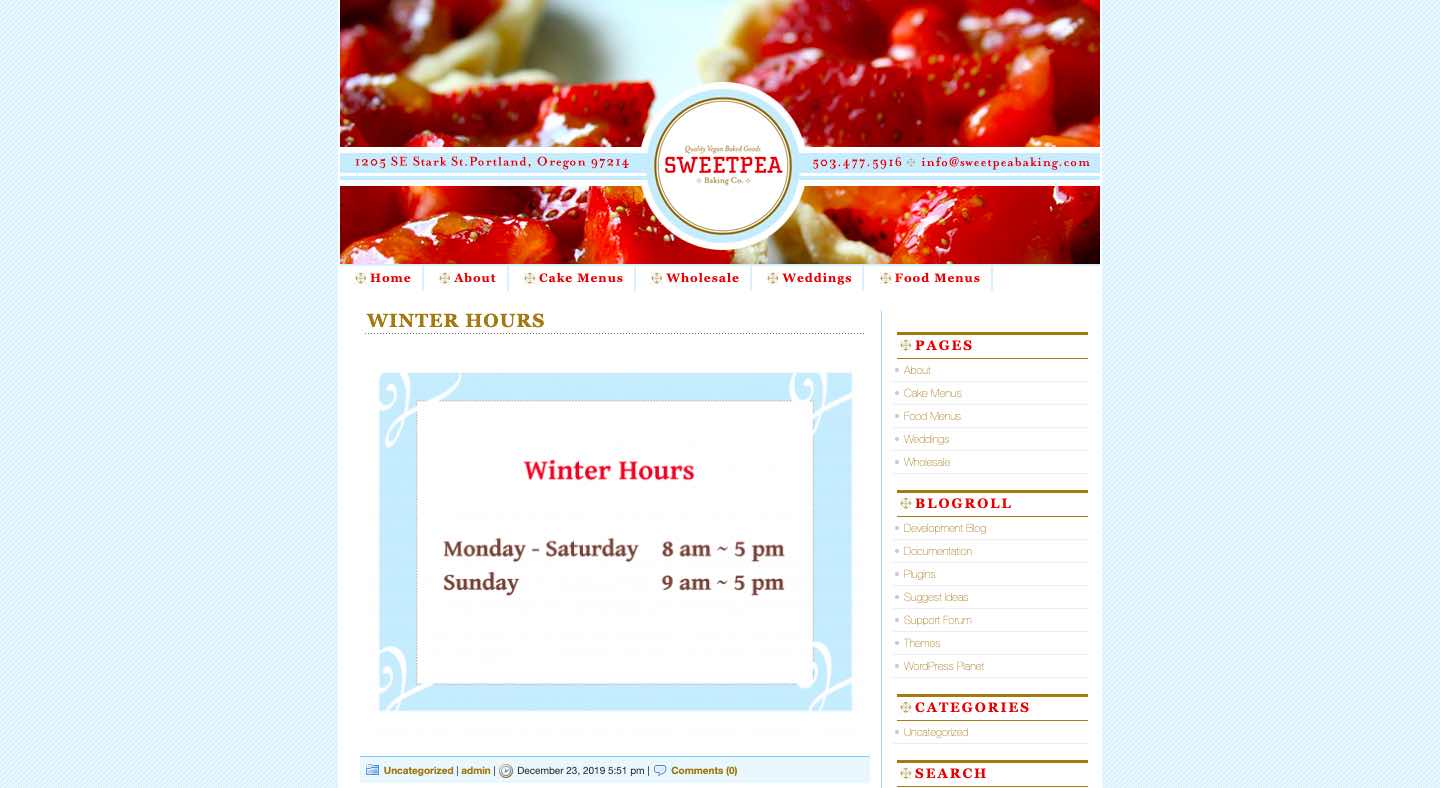 Quality Vegan Baked Goods
SWEETPEA
Baking Co.
1205 SE Stark St.Portland, Oregon 97214
503.477.5916 info@sweetpeabaking.com
Home
About
Cake Menus
Wholesale
Weddings
Food Menus
WINTER HOURS
Winter Hours
Monday - Saturday 8 am ~ 5 pm
Sunday 9 am ~ 5 pm
Uncategorized | admin | December 23, 2019 5:51 pm | Comments (0)
PAGES
About
Cake Menus
Food Menus
Weddings
Wholesale
BLOGROLL
Development Blog
Documentation
Plugins
Suggest Ideas
Support Forum
Themes
WordPress Planet
CATEGORIES
Uncategorized
SEARCH